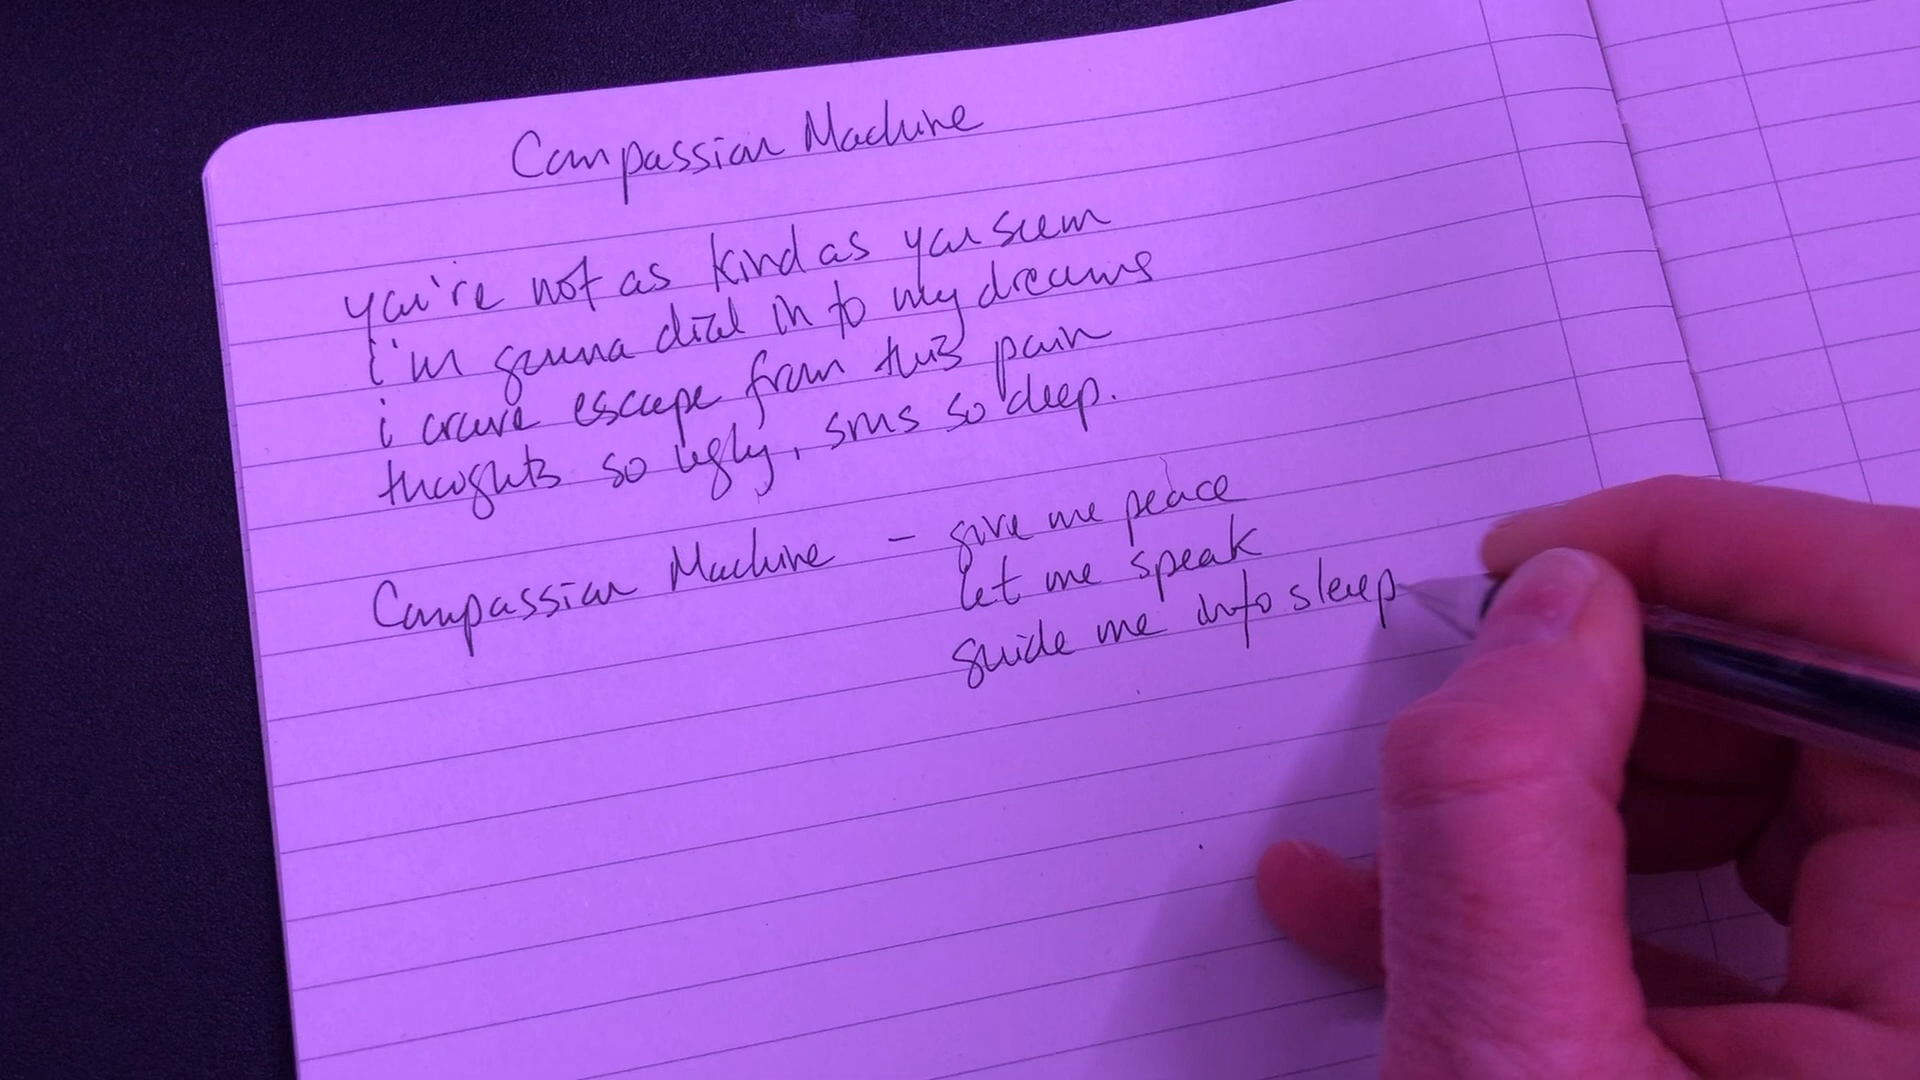 Compassion Machine
you're not as kind as you seem
i'm gonna dial in to my dreams
i crave escape from this pain
thoughts so ugly, sins so deep.
Compassion Machine - give me peace
let me speak
guide me into sleep